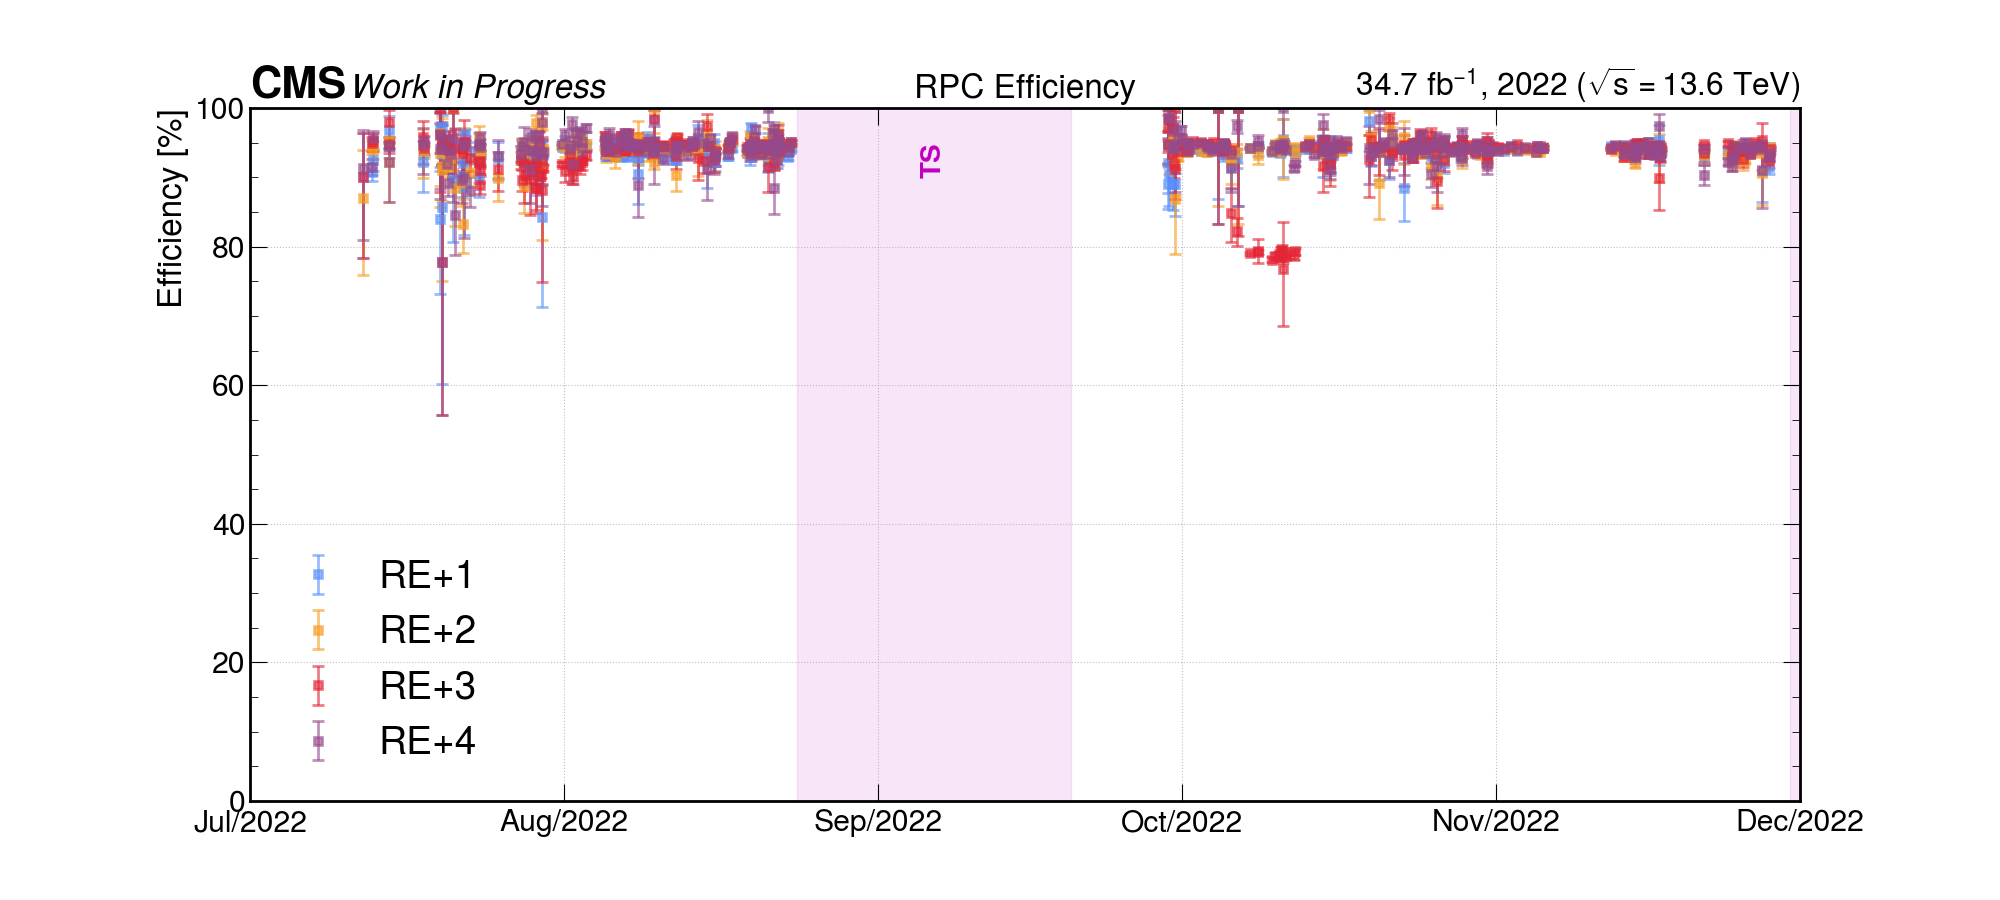 CMS Work in Progress RPC Efficiency 34.7 fb⁻¹, 2022 (√s = 13.6 TeV)
Efficiency [%]
100
80
60
40
20
0
TS
RE+1
RE+2
RE+3
RE+4
Jul/2022 Aug/2022 Sep/2022 Oct/2022 Nov/2022 Dec/2022